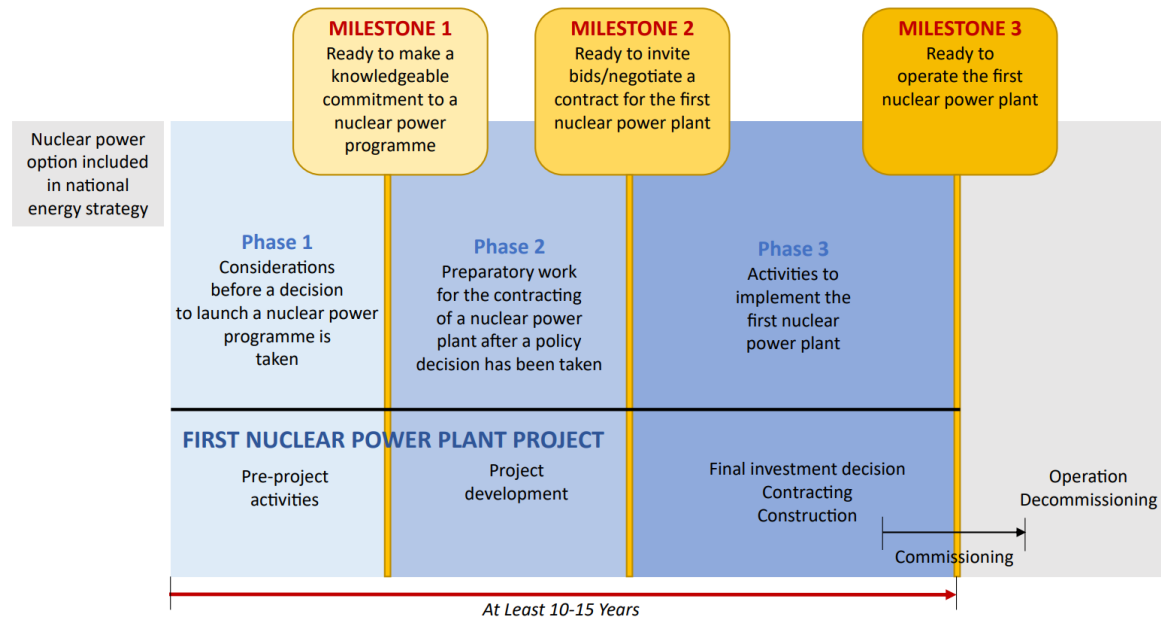 MILESTONE 1
Ready to make a
knowledgeable
commitment to a
nuclear power
programme
MILESTONE 2
Ready to invite
bids/negotiate a
contract for the first
nuclear power plant
MILESTONE 3
Ready to
operate the first
nuclear power plant
Nuclear power
option included
in national
energy strategy
Phase 1
Considerations
before a decision
to launch a nuclear power
programme is
taken
Phase 2
Preparatory work
for the contracting
of a nuclear power
plant after a policy
decision has been taken
Phase 3
Activities to
implement the
first nuclear
power plant
FIRST NUCLEAR POWER PLANT PROJECT
Pre-project
activities
Project
development
Final investment decision
Contracting
Construction
Commissioning
Operation
Decommissioning
At Least 10-15 Years